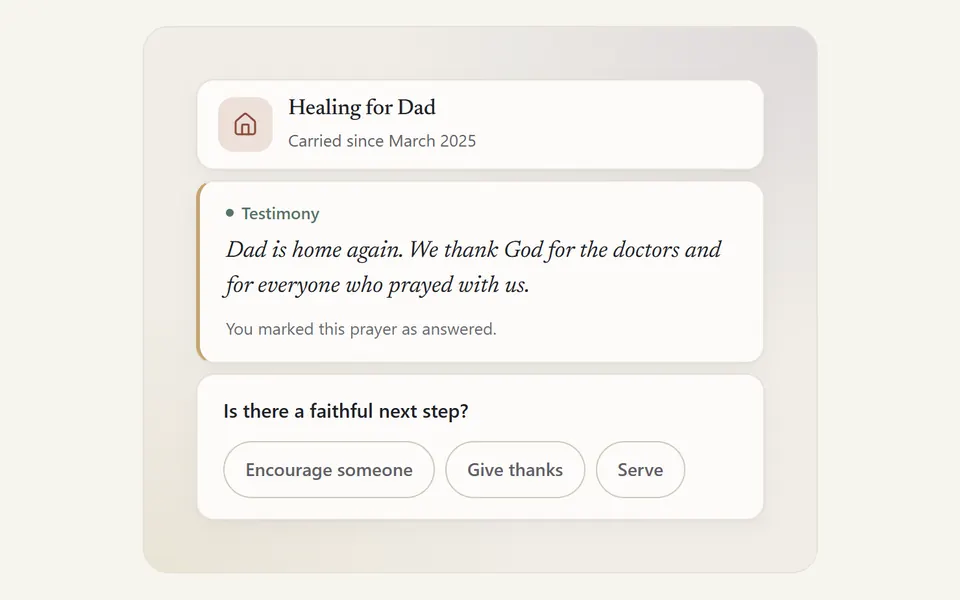 Healing for Dad
Carried since March 2025
Testimony
Dad is home again. We thank God for the doctors and
for everyone who prayed with us.
You marked this prayer as answered.
Is there a faithful next step?
Encourage someone
Give thanks
Serve